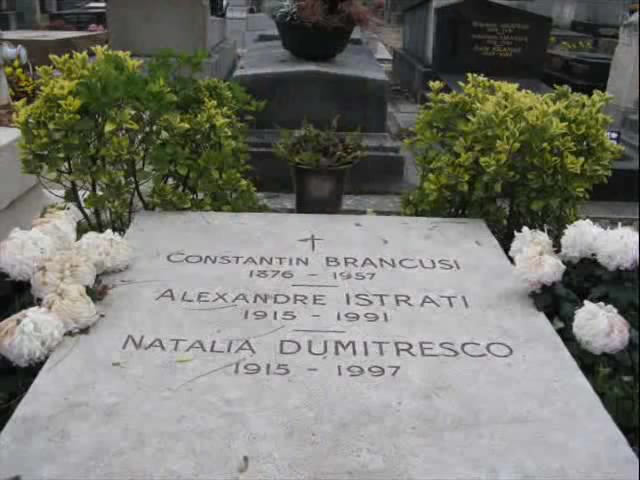 CONSTANTIN BRANCUSI
1876 - 1957
ALEXANDRE ISTRATI
1915 - 1991
NATALIA DUMITRESCO
1915 - 1997